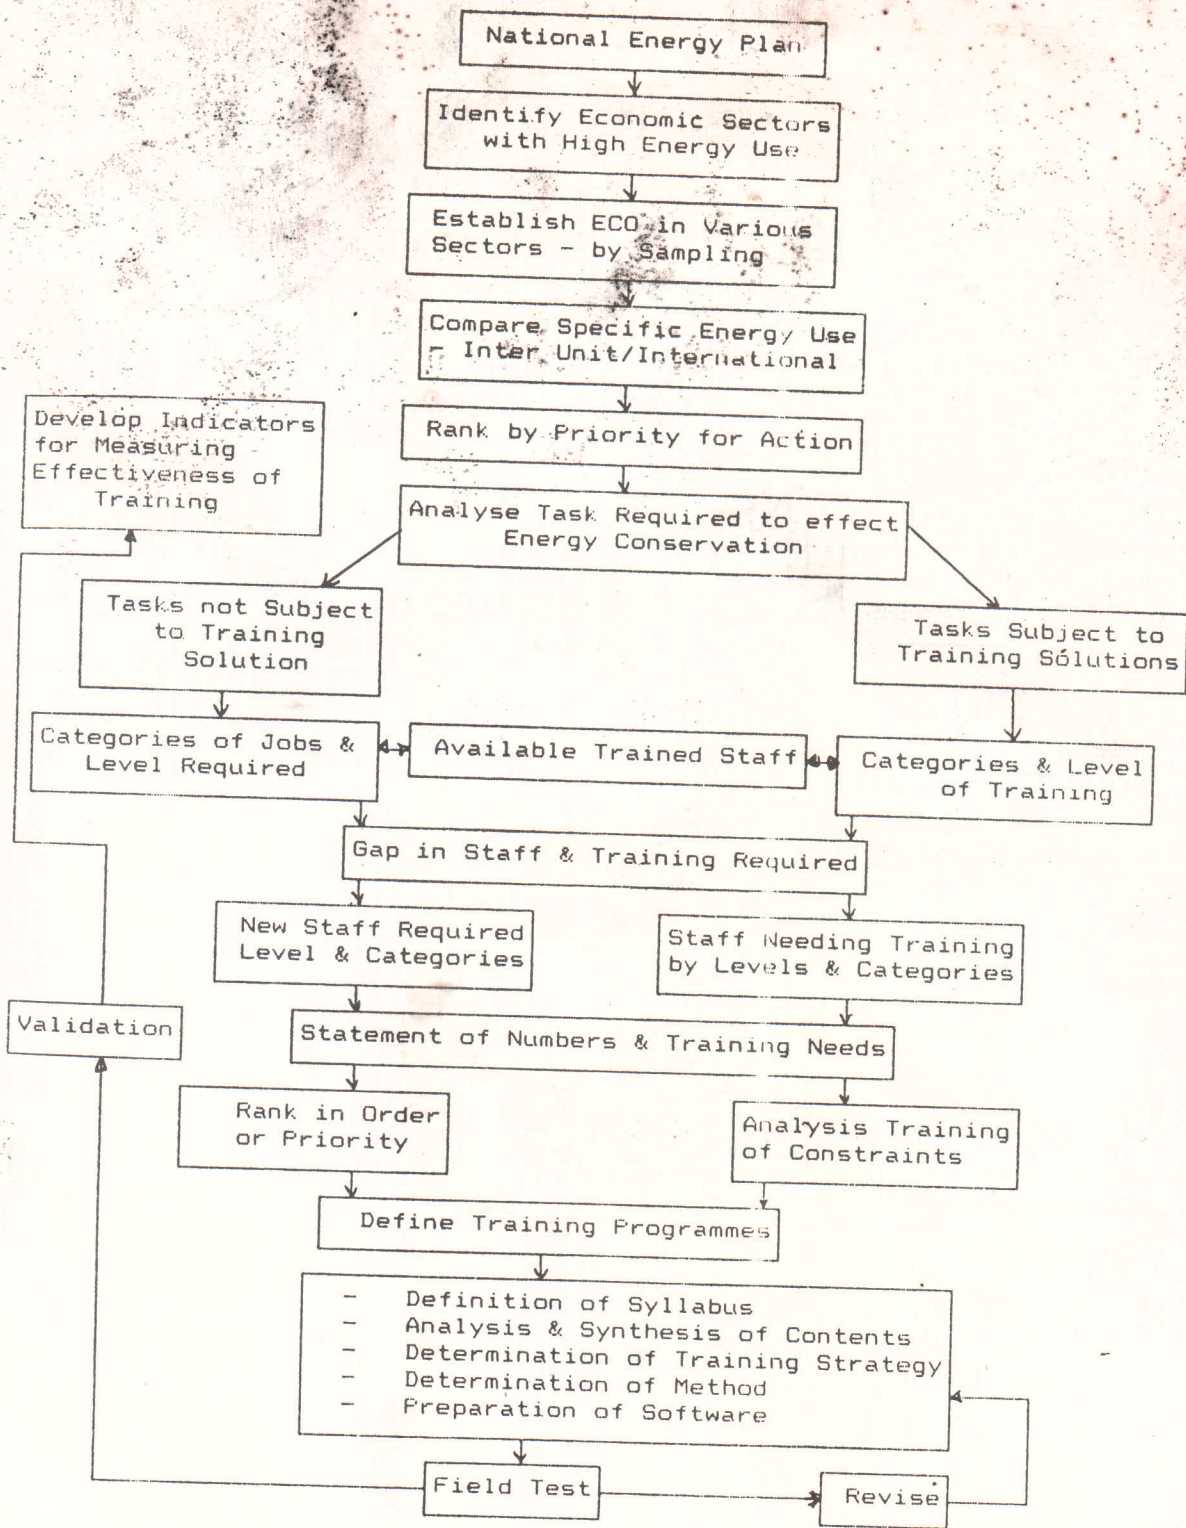 National Energy Plan
Identify Economic Sectors
with High Energy Use
Establish ECO in Various
Sectors - by Sampling
Compare Specific Energy Use
- Inter Unit/International
Develop Indicators
for Measuring
Effectiveness of
Training
Rank by Priority for Action
Analyse Task Required to effect
Energy Conservation
Tasks not Subject
to Training
Solution
Tasks Subject to
Training Solutions
Categories of Jobs &
Level Required
Available Trained Staff
Categories & Level
of Training
Gap in Staff & Training Required
New Staff Required
Level & Categories
Staff Needing Training
by Levels & Categories
Validation
Statement of Numbers & Training Needs
Rank in Order
or Priority
Analysis Training
of Constraints
Define Training Programmes
- Definition of Syllabus
- Analysis & Synthesis of Contents
- Determination of Training Strategy
- Determination of Method
- Preparation of Software
Field Test
Revise